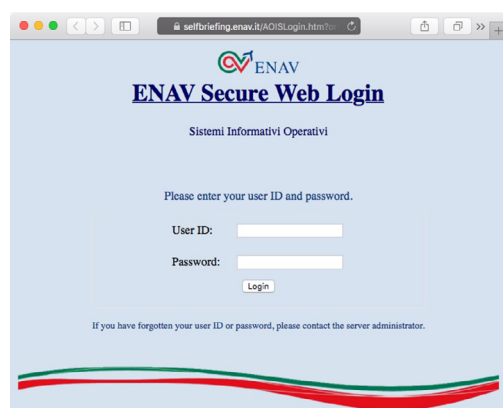 selfbriefing.enav.it/AOISLogin.htm?
ENAV
ENAV Secure Web Login
Sistemi Informativi Operativi
Please enter your user ID and password.
User ID:
Password:
Login
If you have forgotten your user ID or password, please contact the server administrator.